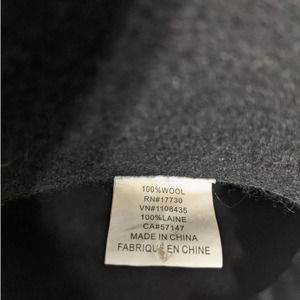 100%WOOL
RN#17730
VN#1108435
100%LAINE
CA#57147
MADE IN CHINA
FABRIQUÉ EN CHINE